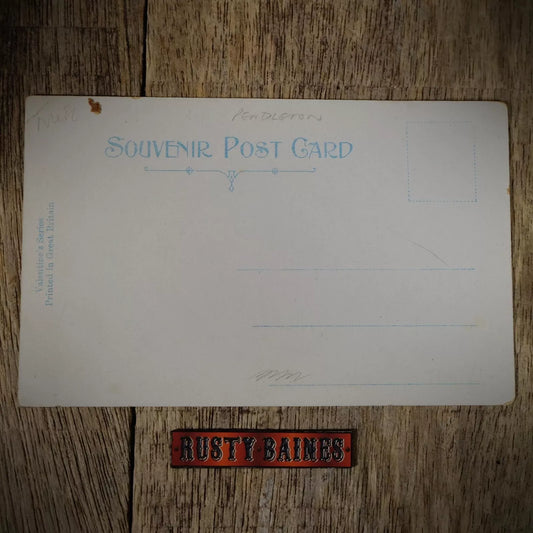 PENDLETON
SOUVENIR POST CARD
Valentine's Series
Printed in Great Britain
RUSTY BAINES